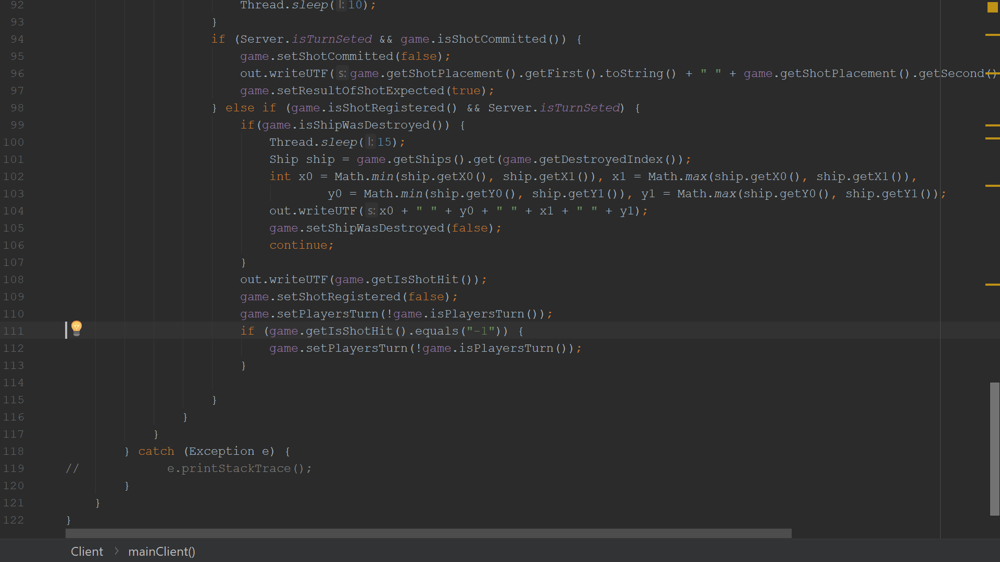 92 Thread.sleep( l: 10);
93 }
94 if (Server.isTurnSeted && game.isShotCommitted()) {
95 game.setShotCommitted(false);
96 out.writeUTF( s: game.getShotPlacement().getFirst().toString() + " " + game.getShotPlacement().getSecond()
97 game.setResultOfShotExpected(true);
98 } else if (game.isShotRegistered() && Server.isTurnSeted) {
99 if(game.isShipWasDestroyed()) {
100 Thread.sleep( l: 15);
101 Ship ship = game.getShips().get(game.getDestroyedIndex());
102 int x0 = Math.min(ship.getX0(), ship.getX1()), x1 = Math.max(ship.getX0(), ship.getX1()),
103 y0 = Math.min(ship.getY0(), ship.getY1()), y1 = Math.max(ship.getY0(), ship.getY1());
104 out.writeUTF( s: x0 + " " + y0 + " " + x1 + " " + y1);
105 game.setShipWasDestroyed(false);
106 continue;
107 }
108 out.writeUTF(game.getIsShotHit());
109 game.setShotRegistered(false);
110 game.setPlayersTurn(!game.isPlayersTurn());
111 if (game.getIsShotHit().equals("-1")) {
112 game.setPlayersTurn(!game.isPlayersTurn());
113 }
114
115 }
116 }
117 }
118 } catch (Exception e) {
119 // e.printStackTrace();
120 }
121 }
122 }
Client > mainClient()